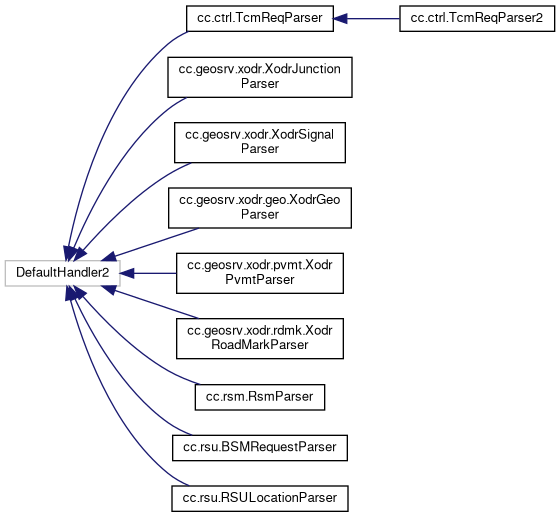 cc.ctrl.TcmReqParser
cc.ctrl.TcmReqParser2
cc.geosrv.xodr.XodrJunction
Parser
cc.geosrv.xodr.XodrSignal
Parser
cc.geosrv.xodr.geo.XodrGeo
Parser
DefaultHandler2
cc.geosrv.xodr.pvmt.Xodr
PvmtParser
cc.geosrv.xodr.rdmk.Xodr
RoadMarkParser
cc.rsm.RsmParser
cc.rsu.BSMRequestParser
cc.rsu.RSULocationParser